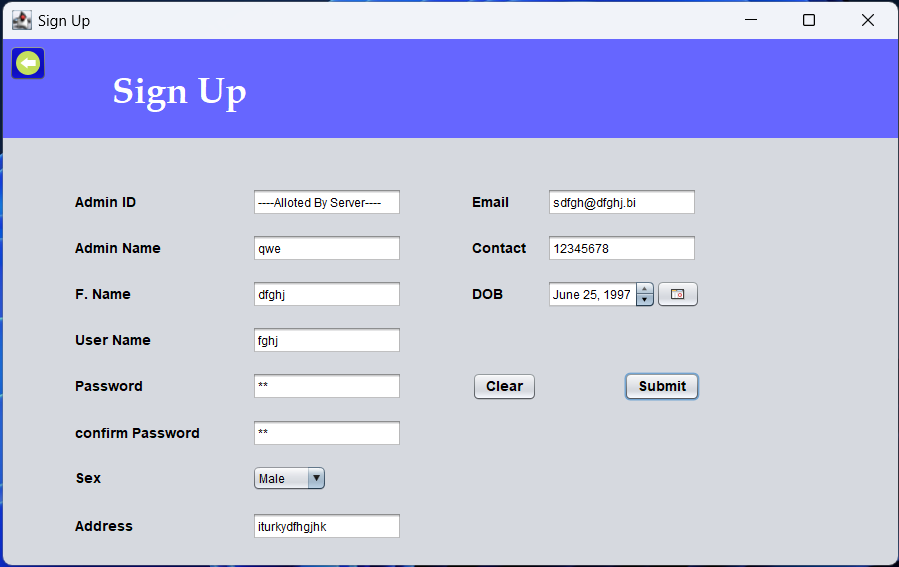 Sign Up
Sign Up
Admin ID ----Alloted By Server----
Email sdfgh@dfghj.bi
Admin Name qwe
Contact 12345678
F. Name dfghj
DOB June 25, 1997
User Name fghj
Password **
Clear Submit
confirm Password **
Sex Male
Address iturkydfhgjhk